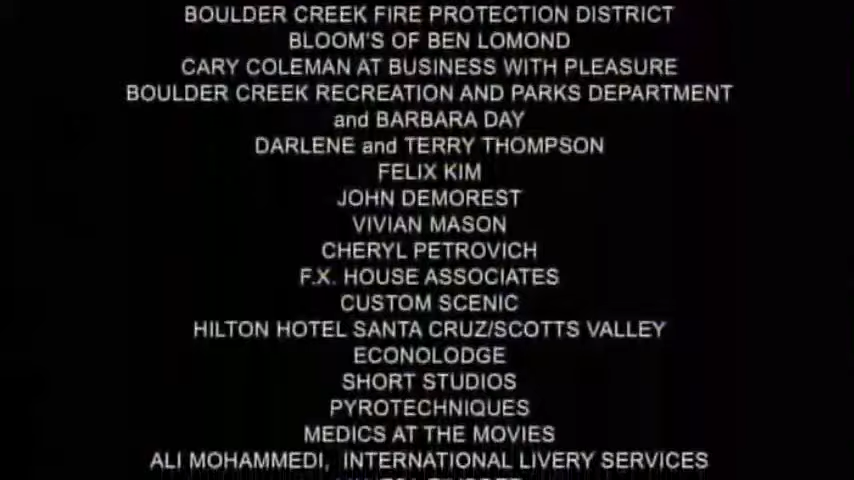 BOULDER CREEK FIRE PROTECTION DISTRICT
BLOOM'S OF BEN LOMOND
CARY COLEMAN AT BUSINESS WITH PLEASURE
BOULDER CREEK RECREATION AND PARKS DEPARTMENT
and BARBARA DAY
DARLENE and TERRY THOMPSON
FELIX KIM
JOHN DEMOREST
VIVIAN MASON
CHERYL PETROVICH
F.X. HOUSE ASSOCIATES
CUSTOM SCENIC
HILTON HOTEL SANTA CRUZ/SCOTTS VALLEY
ECONOLODGE
SHORT STUDIOS
PYROTECHNIQUES
MEDICS AT THE MOVIES
ALI MOHAMMEDI, INTERNATIONAL LIVERY SERVICES